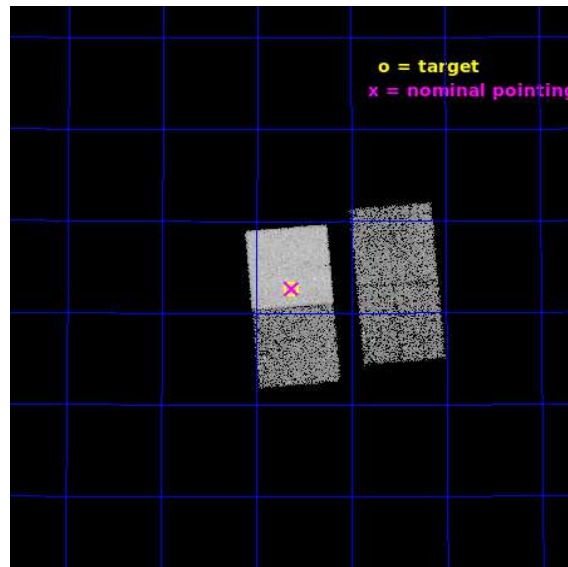 o = target
x = nominal pointing